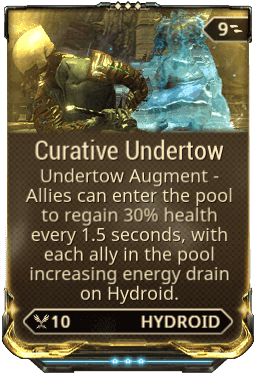 9
Curative Undertow
Undertow Augment -
Allies can enter the pool
to regain 30% health
every 1.5 seconds, with
each ally in the pool
increasing energy drain
on Hydroid.
10 HYDROID